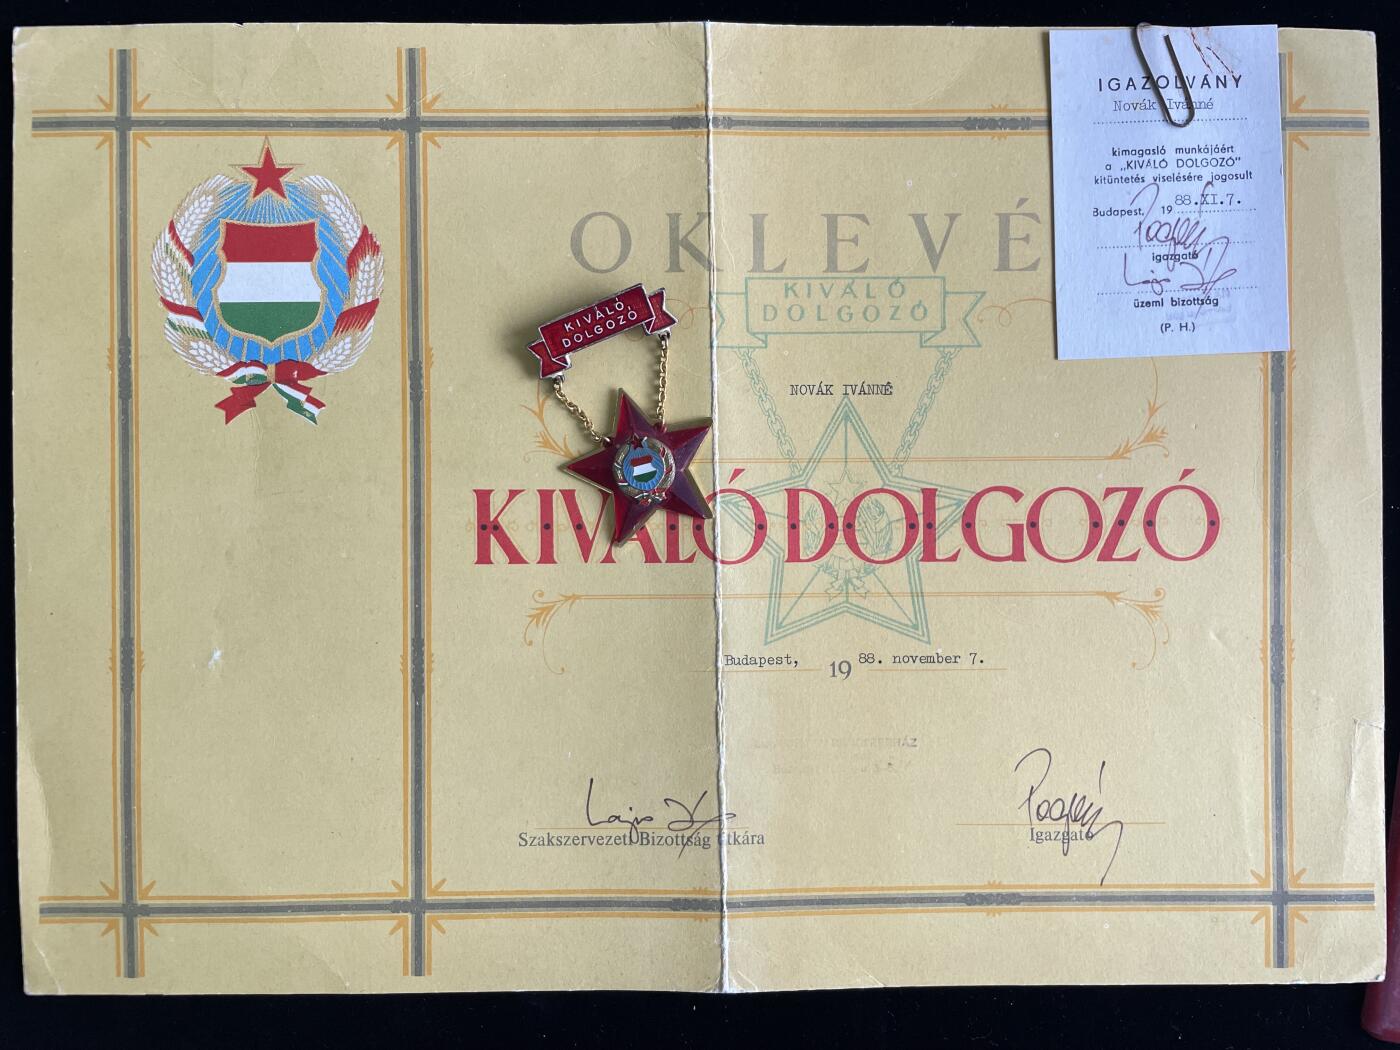 IGAZOLVÁNY
Novák Ivánné
kimagasló munkájáért
a „KIVÁLÓ DOLGOZÓ”
kitüntetés viselésére jogosult
Budapest, 1988.XI.7.
igazgató
üzemi bizottság
(P. H.)
OKLEVÉ
KIVÁLÓ
DOLGOZÓ
KIVÁLÓ
DOLGOZÓ
NOVÁK IVÁNNÉ
KIVÁLÓ DOLGOZÓ
Budapest, 1988. november 7.
Szakszervezeti Bizottság titkára
Igazgató